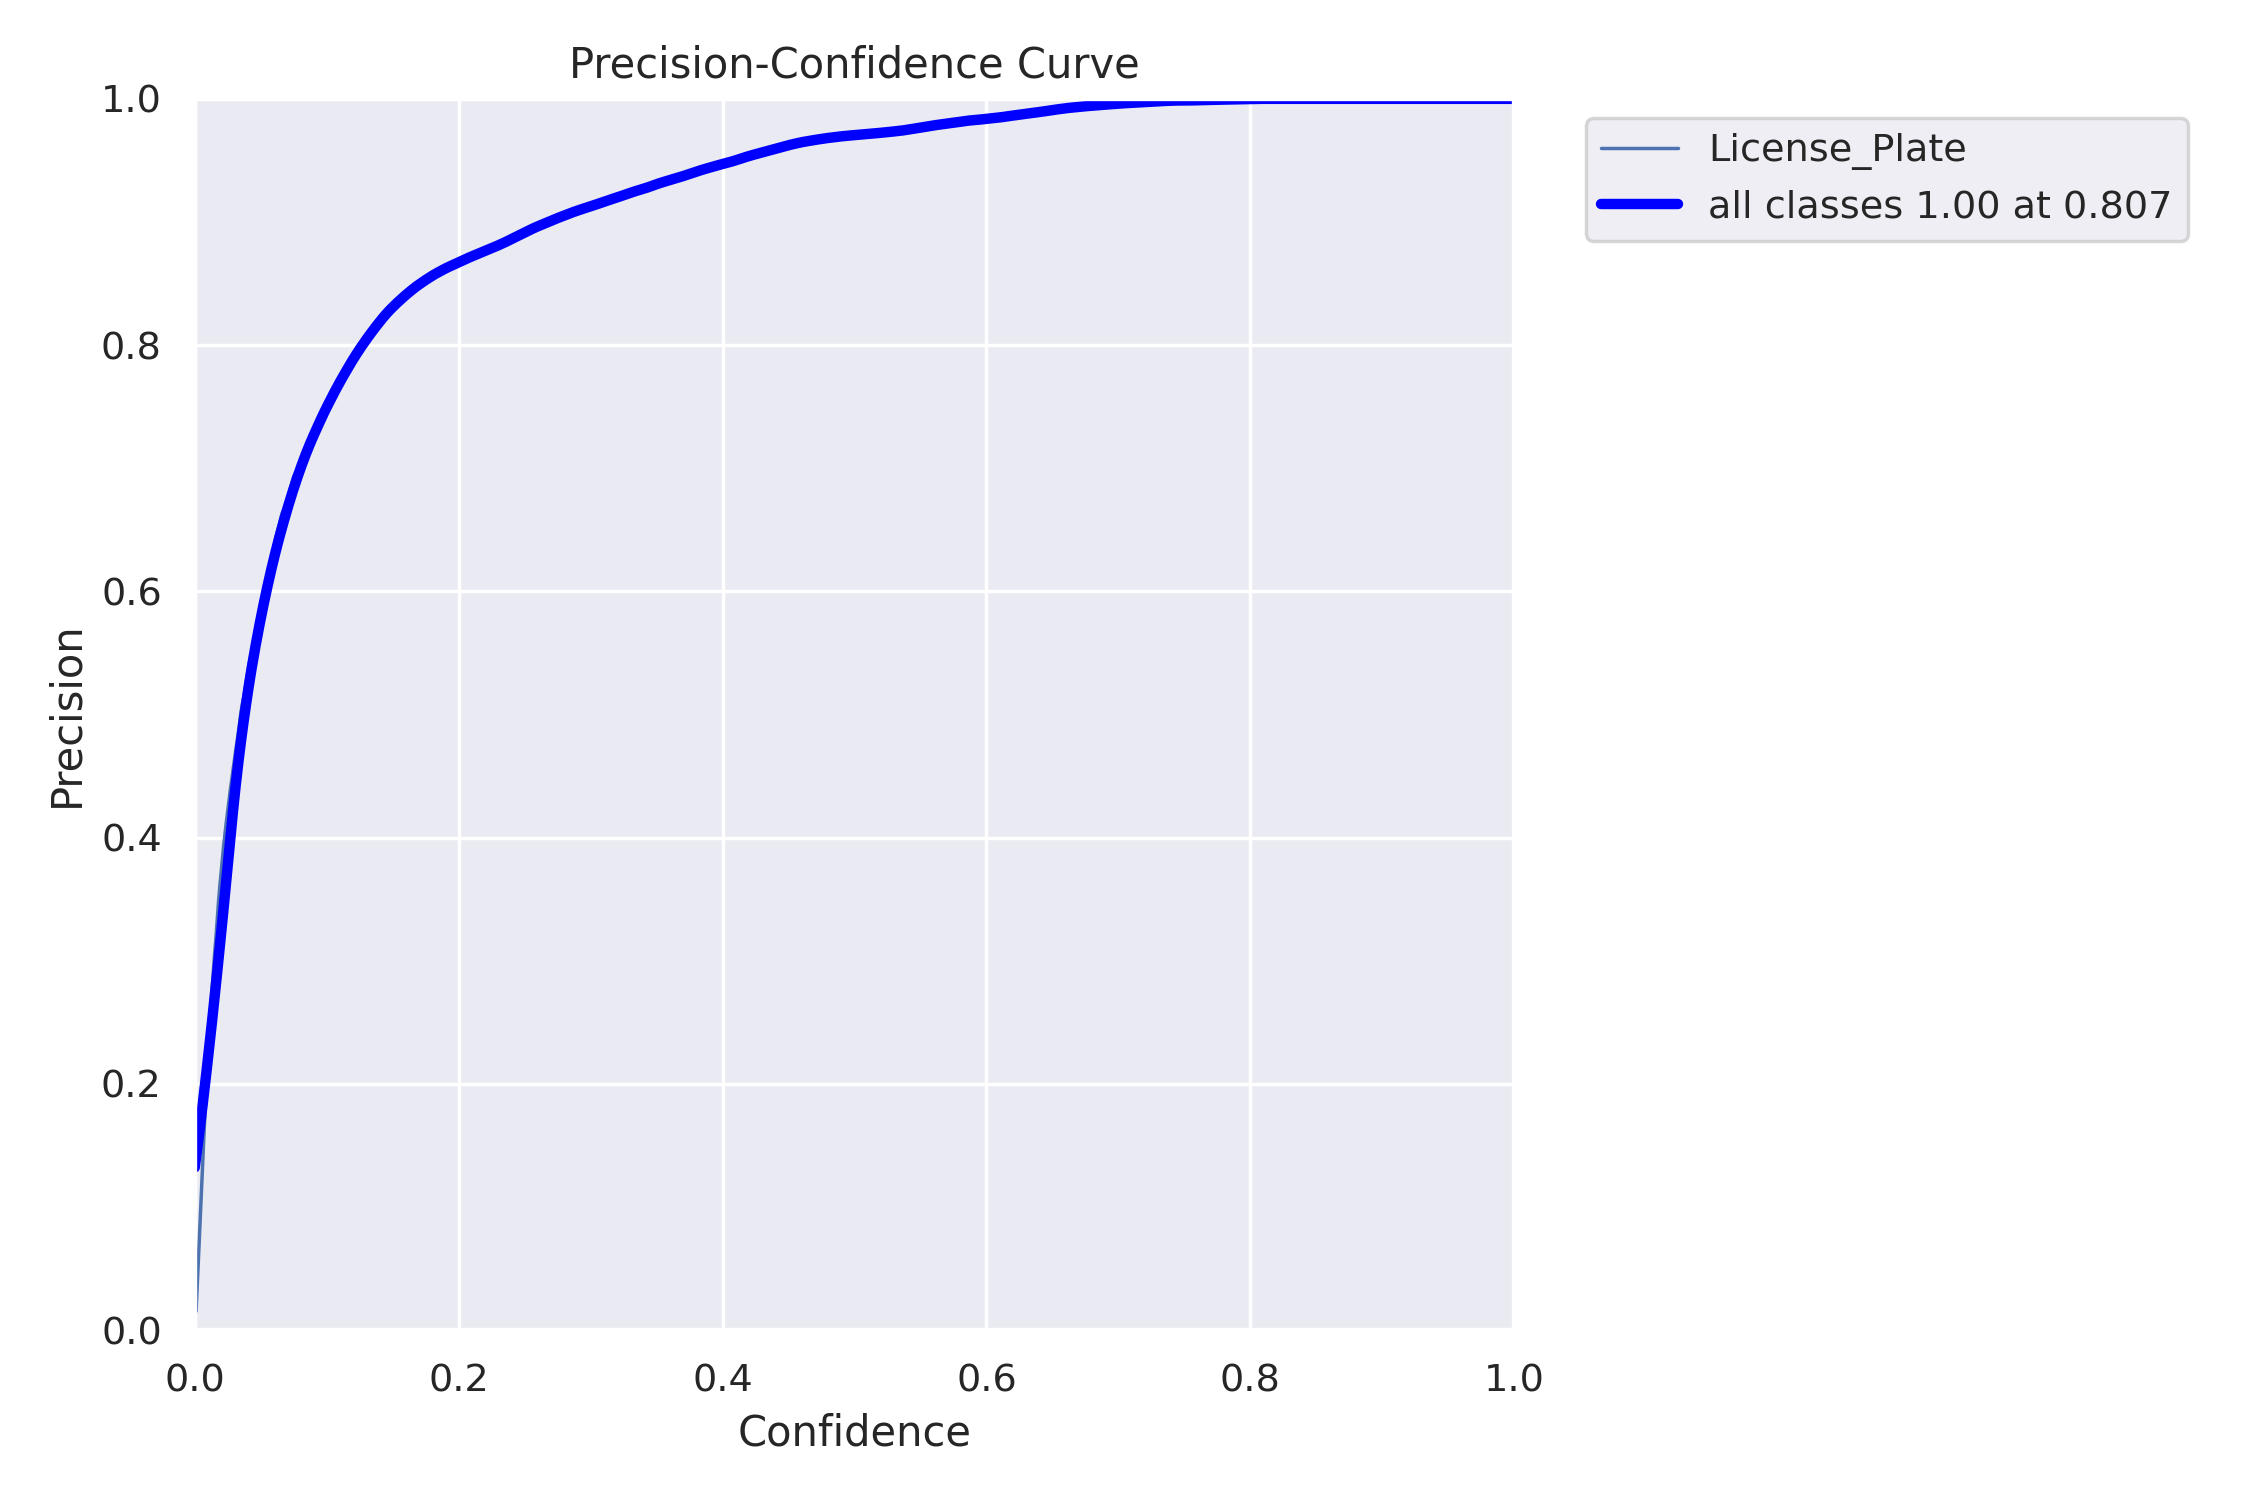 Precision-Confidence Curve
1.0
0.8
0.6
0.4
0.2
0.0
Precision
0.0 0.2 0.4 0.6 0.8 1.0
Confidence
License_Plate
all classes 1.00 at 0.807